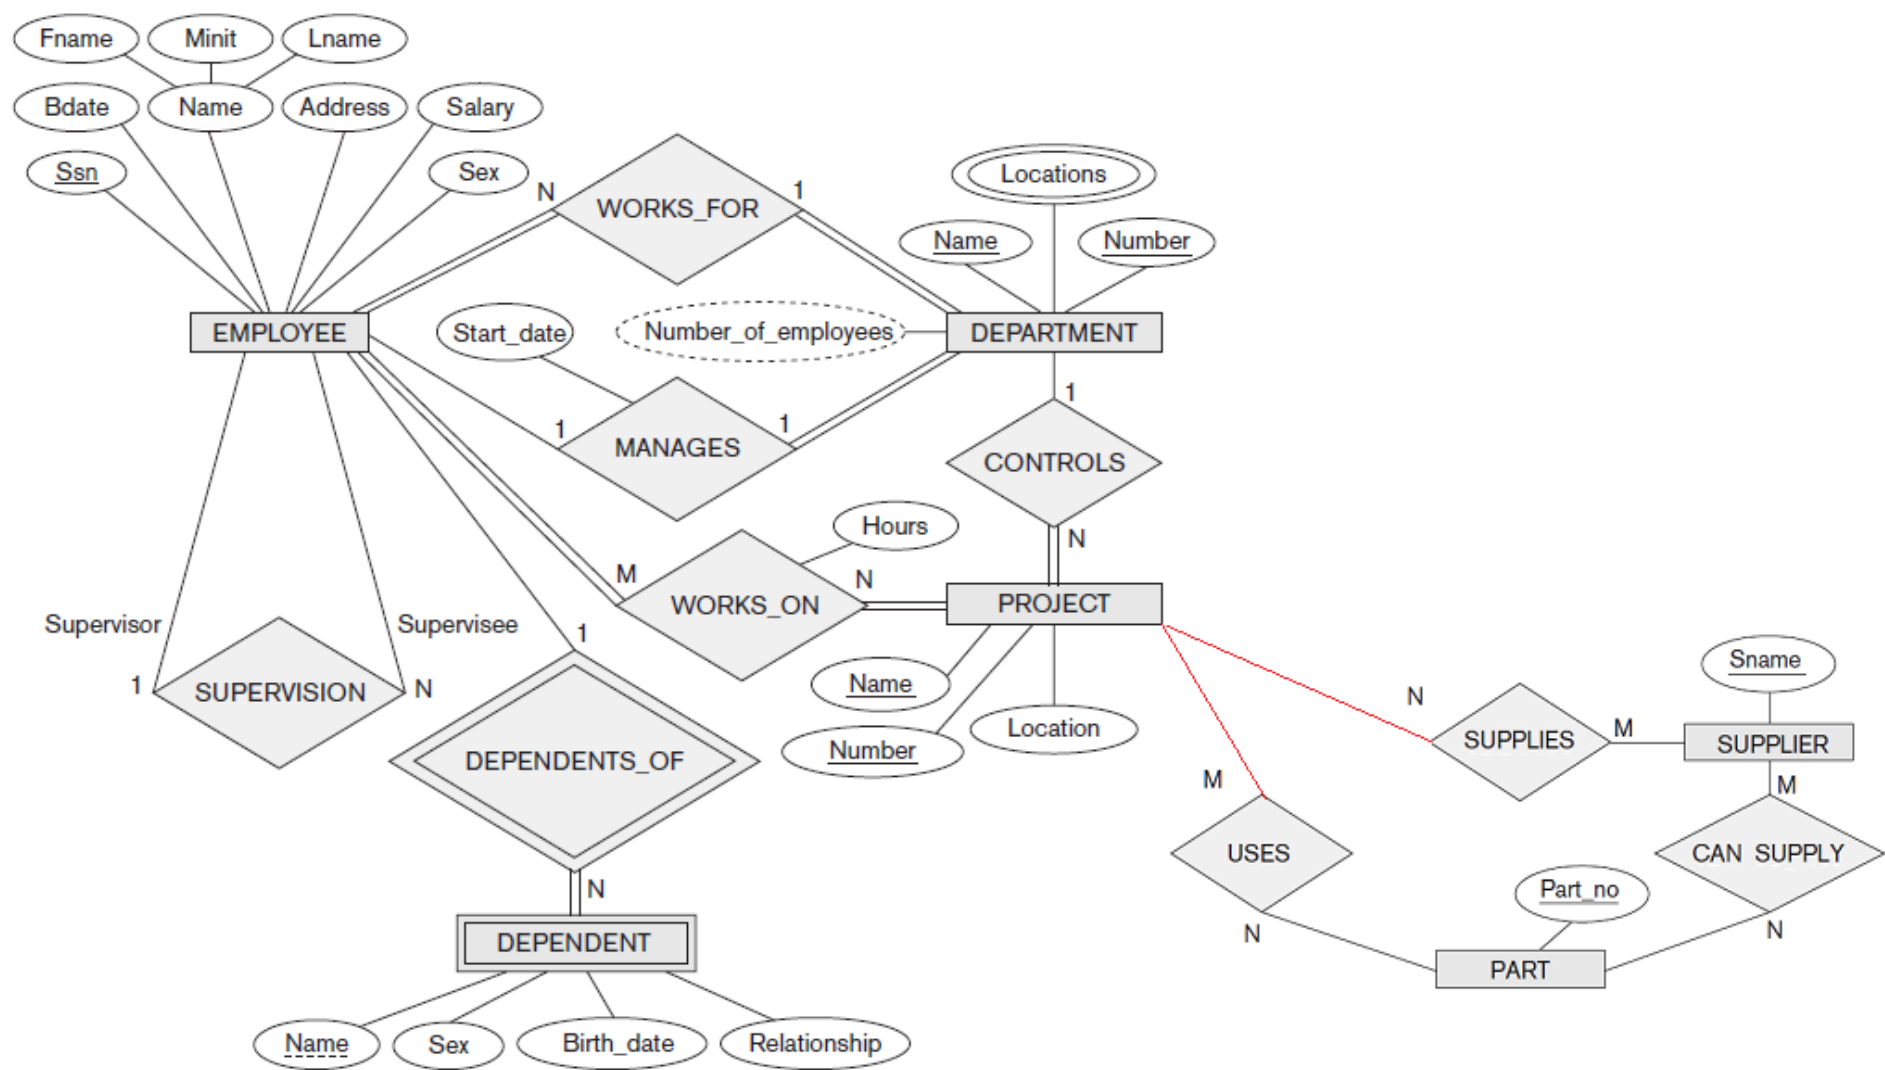 Fname Minit Lname
Bdate Name Address Salary
Ssn Sex
N WORKS_FOR 1
Locations
Name Number
EMPLOYEE
Start_date
Number_of_employees
DEPARTMENT
1 MANAGES 1
1
CONTROLS
N
Hours
M WORKS_ON N
PROJECT
Name
Number
Location
Supervisor
Supervisee
1 SUPERVISION N
1
DEPENDENTS_OF
N
DEPENDENT
Name Sex Birth_date Relationship
N SUPPLIES M
Sname
SUPPLIER
M
USES
N
M
CAN SUPPLY
N
Part_no
PART